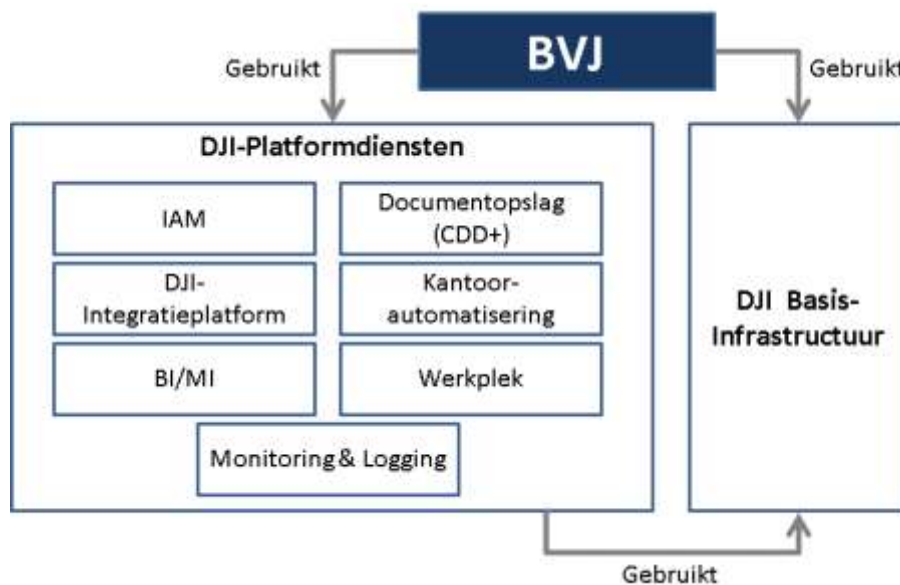 BVJ
Gebruikt
Gebruikt
DJI-Platformdiensten
IAM
Documentopslag
(CDD+)
DJI-
Integratieplatform
Kantoor-
automatisering
BI/MI
Werkplek
Monitoring & Logging
DJI Basis-
Infrastructuur
Gebruikt